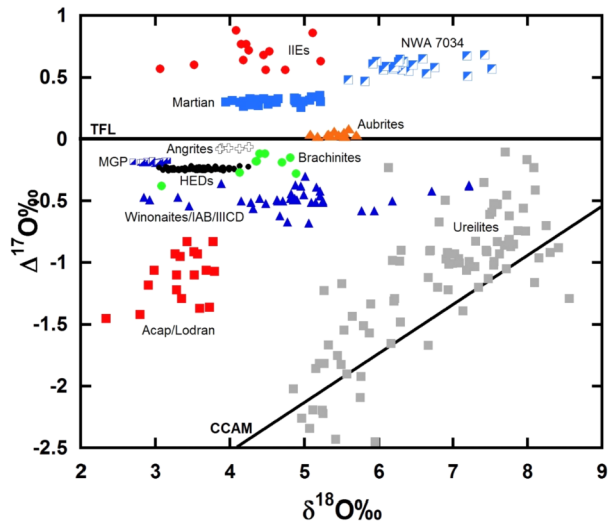 1
0.5
0
-0.5
-1
-1.5
-2
-2.5
Δ17O‰
NWA 7034
IIEs
Martian
Aubrites
TFL
Angrites
MGP
Brachinites
HEDs
Winonaites/IAB/IIICD
Ureilites
Acap/Lodran
CCAM
2 3 4 5 6 7 8 9
δ18O‰